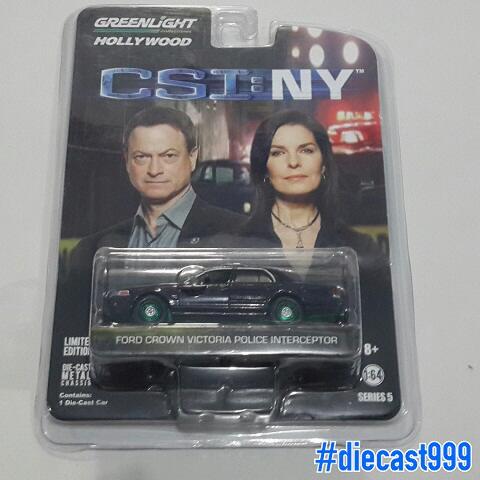 GREENLIGHT
COLLECTIBLES
HOLLYWOOD
CSI:NY™
FORD CROWN VICTORIA POLICE INTERCEPTOR
LIMITED
EDITION
DIE-CAST
METAL
CHASSIS
Contains:
1 Die-Cast Car
8+
1:64
SERIES 5
#diecast999